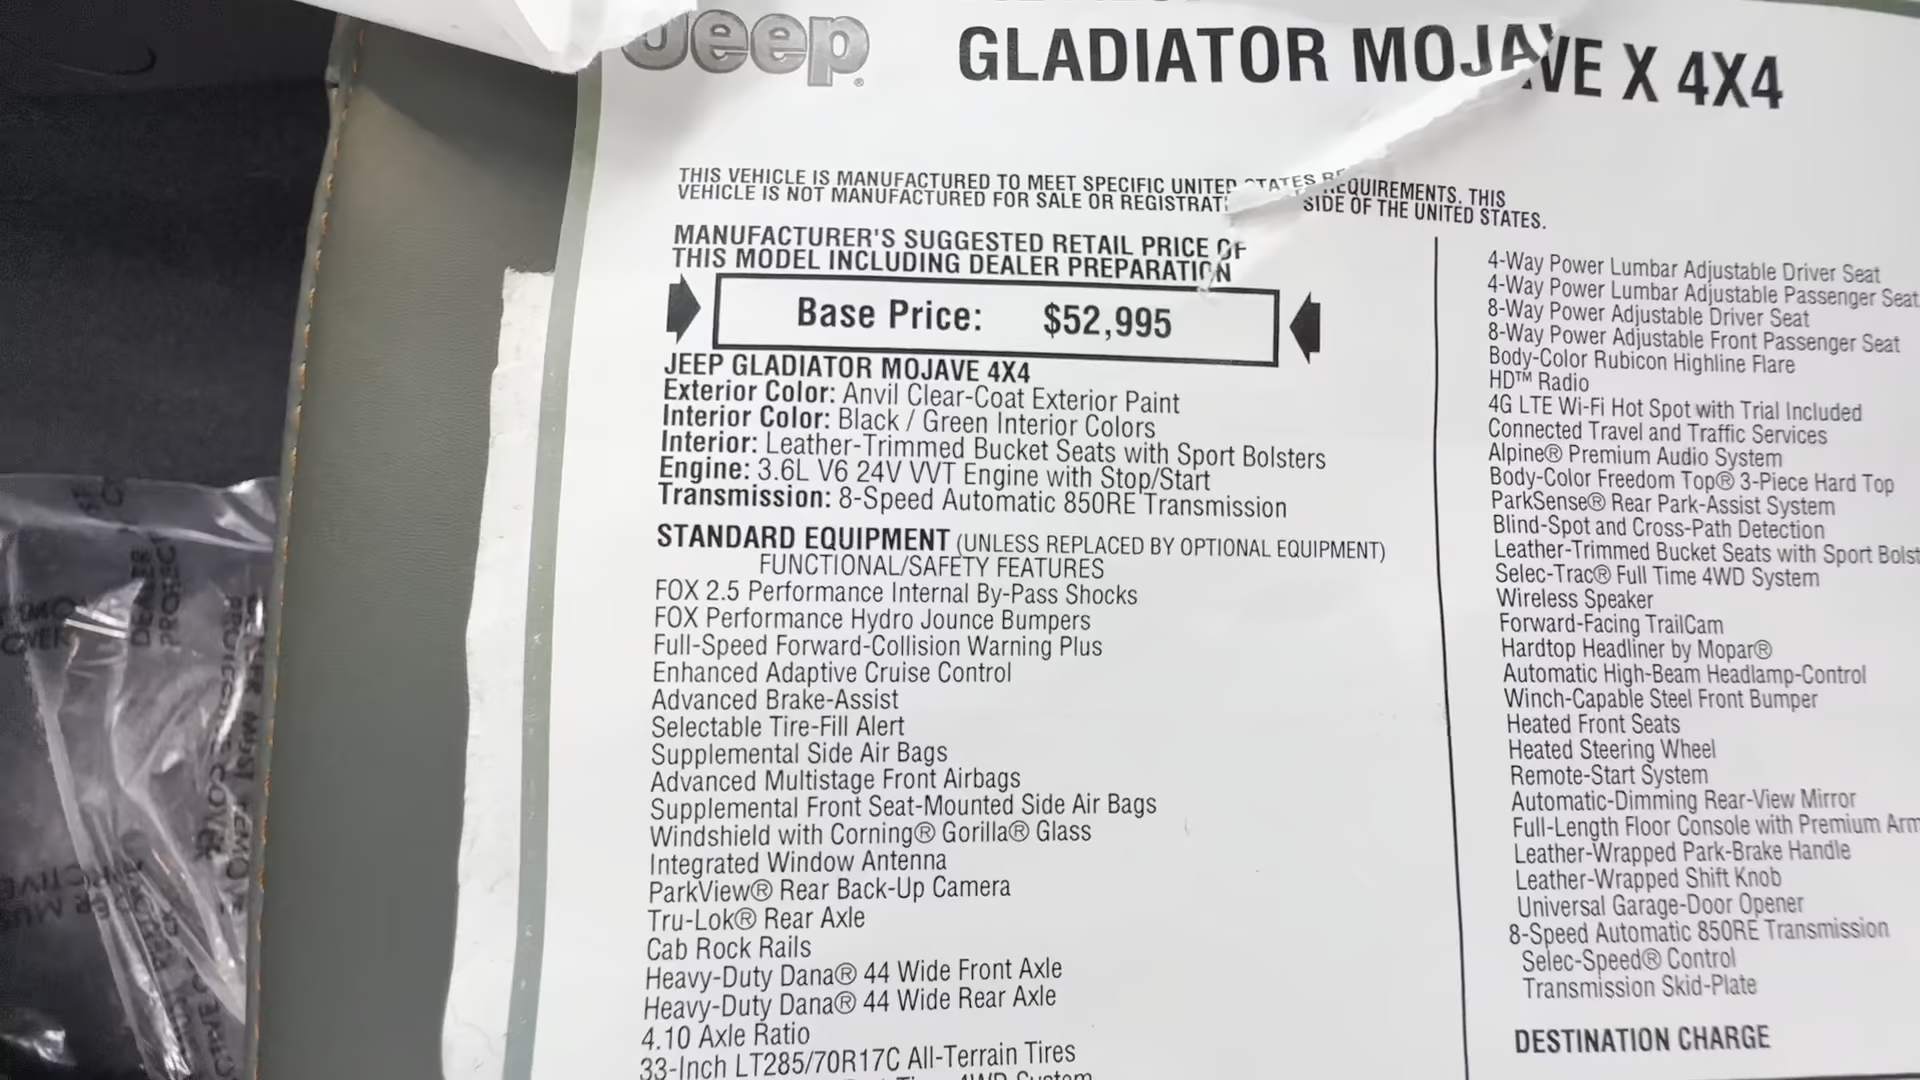 Jeep®
GLADIATOR MOJAVE X 4X4
THIS VEHICLE IS MANUFACTURED TO MEET SPECIFIC UNITED STATES REQUIREMENTS. THIS
VEHICLE IS NOT MANUFACTURED FOR SALE OR REGISTRATI SIDE OF THE UNITED STATES.
MANUFACTURER'S SUGGESTED RETAIL PRICE OF
THIS MODEL INCLUDING DEALER PREPARATION
Base Price: $52,995
JEEP GLADIATOR MOJAVE 4X4
Exterior Color: Anvil Clear-Coat Exterior Paint
Interior Color: Black / Green Interior Colors
Interior: Leather-Trimmed Bucket Seats with Sport Bolsters
Engine: 3.6L V6 24V VVT Engine with Stop/Start
Transmission: 8-Speed Automatic 850RE Transmission
STANDARD EQUIPMENT (UNLESS REPLACED BY OPTIONAL EQUIPMENT)
FUNCTIONAL/SAFETY FEATURES
FOX 2.5 Performance Internal By-Pass Shocks
FOX Performance Hydro Jounce Bumpers
Full-Speed Forward-Collision Warning Plus
Enhanced Adaptive Cruise Control
Advanced Brake-Assist
Selectable Tire-Fill Alert
Supplemental Side Air Bags
Advanced Multistage Front Airbags
Supplemental Front Seat-Mounted Side Air Bags
Windshield with Corning® Gorilla® Glass
Integrated Window Antenna
ParkView® Rear Back-Up Camera
Tru-Lok® Rear Axle
Cab Rock Rails
Heavy-Duty Dana® 44 Wide Front Axle
Heavy-Duty Dana® 44 Wide Rear Axle
4.10 Axle Ratio
33-Inch LT285/70R17C All-Terrain Tires
Time 4WD System
4-Way Power Lumbar Adjustable Driver Seat
4-Way Power Lumbar Adjustable Passenger Seat
8-Way Power Adjustable Driver Seat
8-Way Power Adjustable Front Passenger Seat
Body-Color Rubicon Highline Flare
HD™ Radio
4G LTE Wi-Fi Hot Spot with Trial Included
Connected Travel and Traffic Services
Alpine® Premium Audio System
Body-Color Freedom Top® 3-Piece Hard Top
ParkSense® Rear Park-Assist System
Blind-Spot and Cross-Path Detection
Leather-Trimmed Bucket Seats with Sport Bolst
Selec-Trac® Full Time 4WD System
Wireless Speaker
Forward-Facing TrailCam
Hardtop Headliner by Mopar®
Automatic High-Beam Headlamp-Control
Winch-Capable Steel Front Bumper
Heated Front Seats
Heated Steering Wheel
Remote-Start System
Automatic-Dimming Rear-View Mirror
Full-Length Floor Console with Premium Arm
Leather-Wrapped Park-Brake Handle
Leather-Wrapped Shift Knob
Universal Garage-Door Opener
8-Speed Automatic 850RE Transmission
Selec-Speed® Control
Transmission Skid-Plate
DESTINATION CHARGE